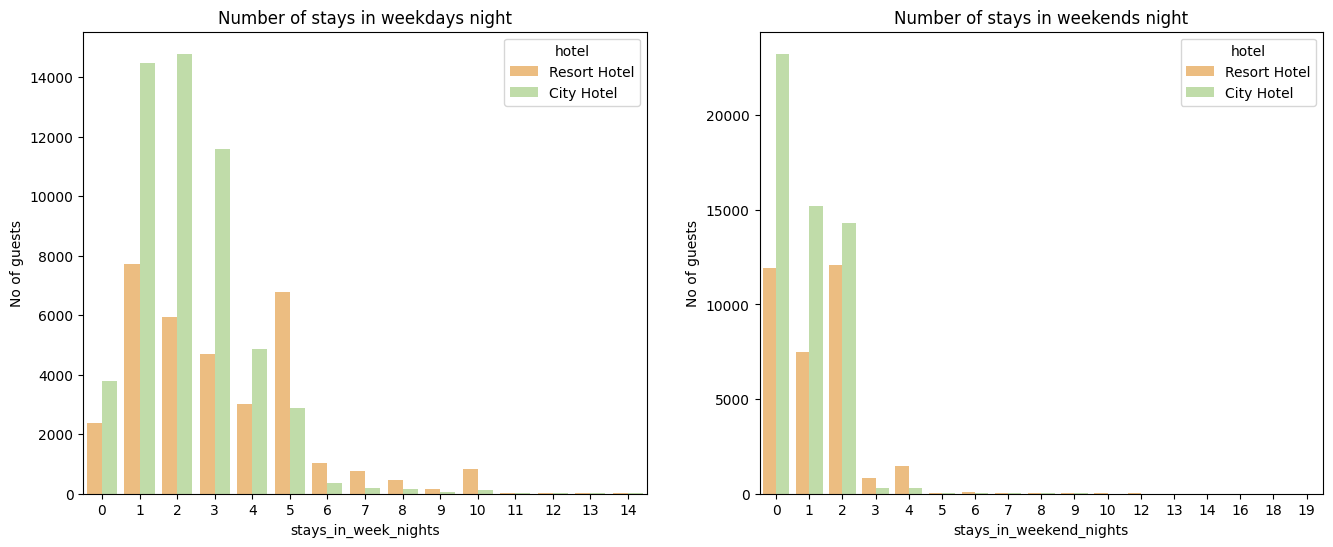 Number of stays in weekdays night
hotel
Resort Hotel
City Hotel
14000
12000
10000
8000
6000
4000
2000
0
No of guests
0 1 2 3 4 5 6 7 8 9 10 11 12 13 14
stays_in_week_nights
Number of stays in weekends night
hotel
Resort Hotel
City Hotel
20000
15000
10000
5000
0
No of guests
0 1 2 3 4 5 6 7 8 9 10 12 13 14 16 18 19
stays_in_weekend_nights